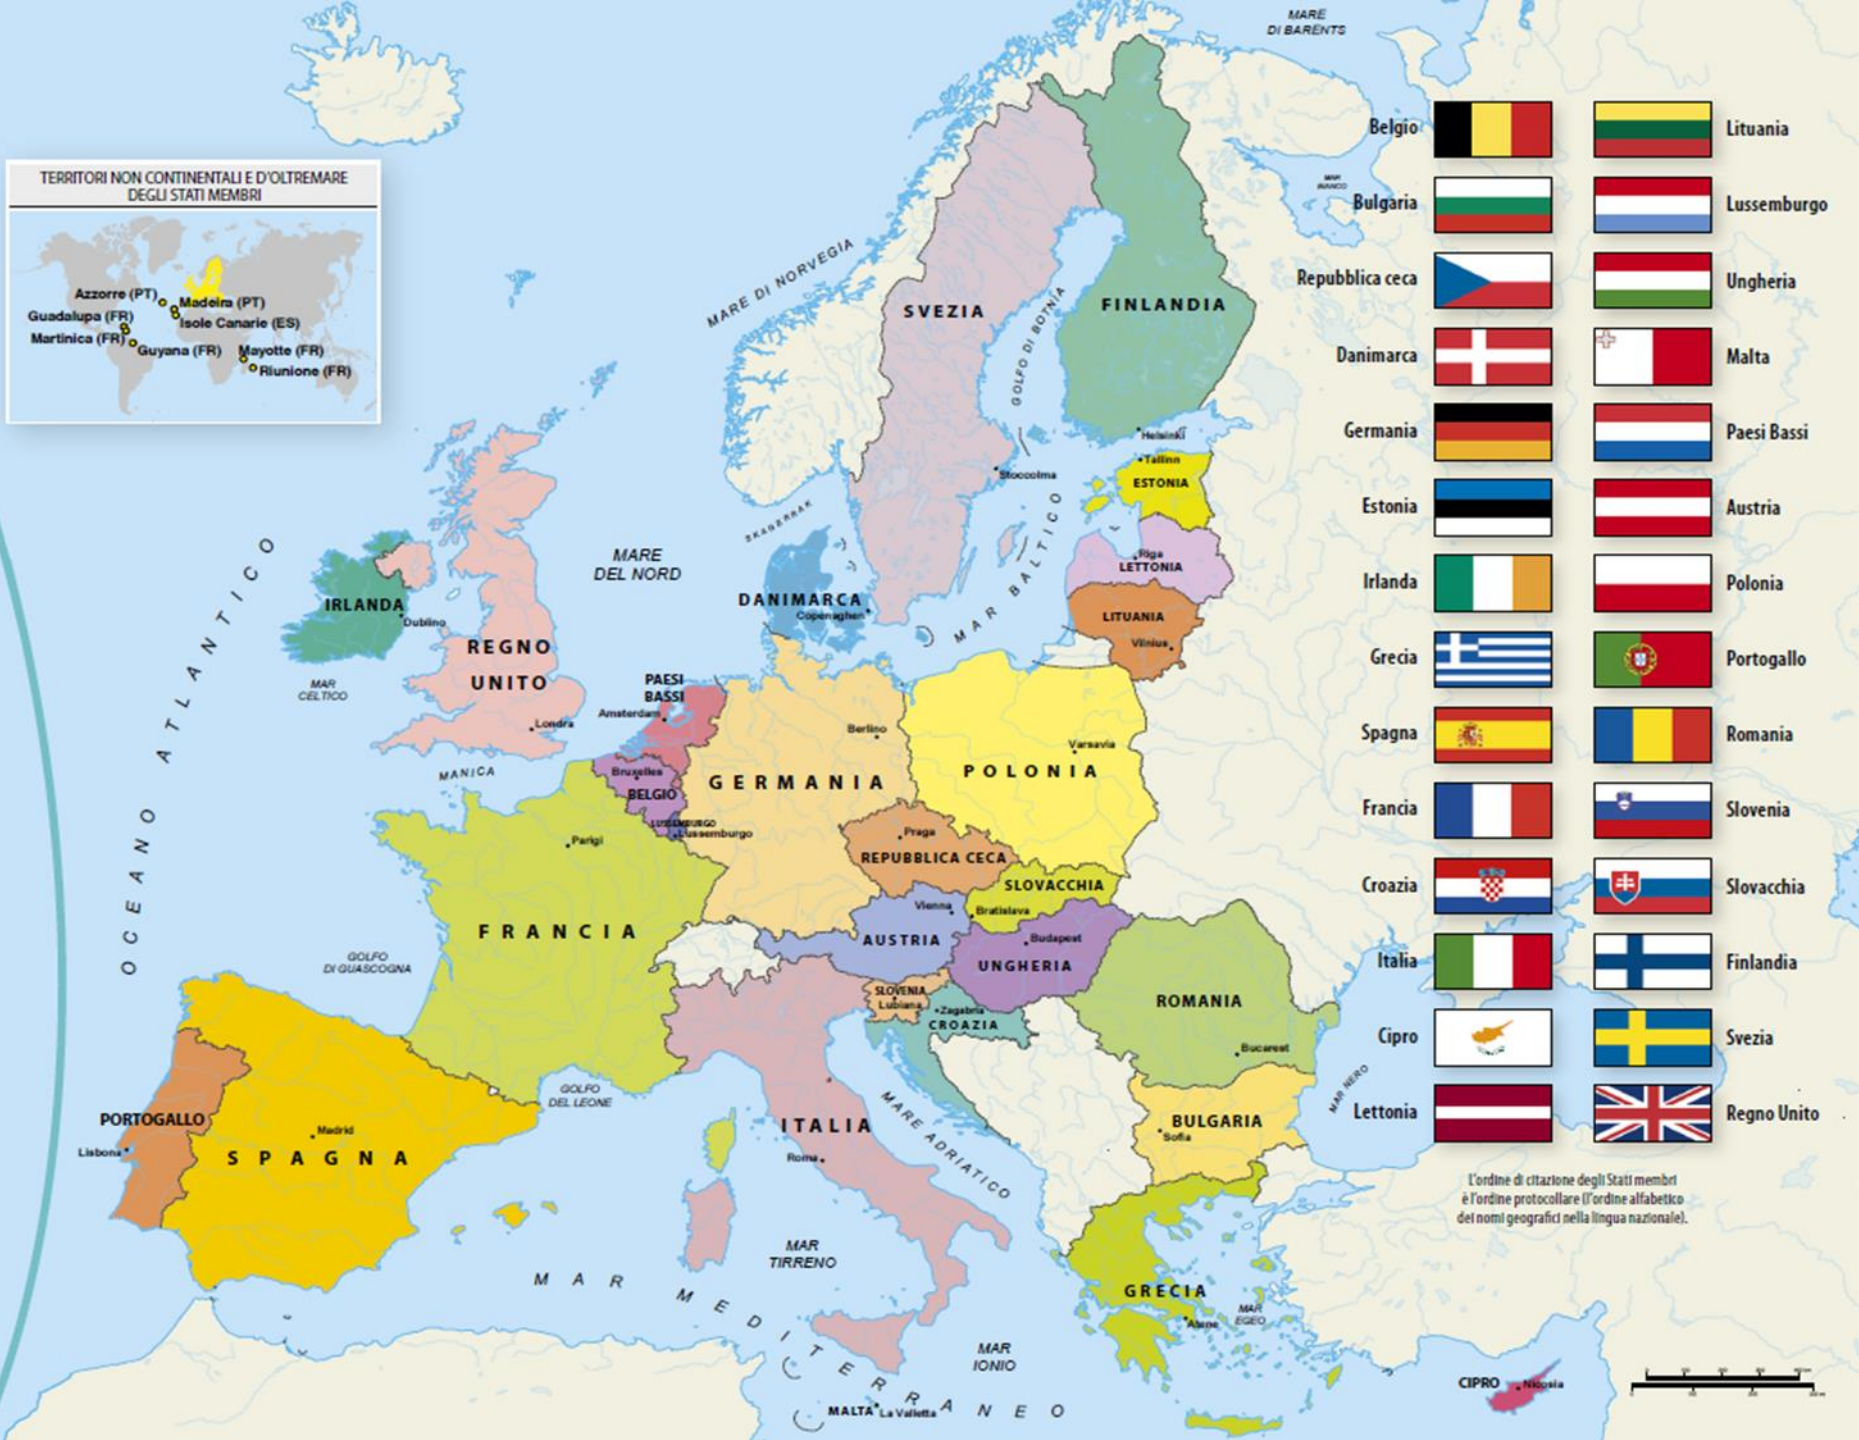 MARE
DI BARENTS
TERRITORI NON CONTINENTALI E D'OLTREMARE
DEGLI STATI MEMBRI
Azzorre (PT)
Madeira (PT)
Guadalupa (FR)
Isole Canarie (ES)
Martinica (FR)
Guyana (FR)
Mayotte (FR)
Riunione (FR)
MARE DI NORVEGIA
SVEZIA
GOLFO DI BOTNIA
FINLANDIA
Helsinki
Stoccolma
Tallinn
ESTONIA
SKAGERRAK
MARE
DEL NORD
MAR BALTICO
Riga
LETTONIA
DANIMARCA
Copenaghen
LITUANIA
Vilnius
IRLANDA
Dublino
REGNO
UNITO
Londra
MAR
CELTICO
OCEANO ATLANTICO
PAESI
BASSI
Amsterdam
Berlino
GERMANIA
Varsavia
POLONIA
MANICA
Bruxelles
BELGIO
LUSSEMBURGO
Lussemburgo
Parigi
FRANCIA
Praga
REPUBBLICA CECA
SLOVACCHIA
Bratislava
Vienna
AUSTRIA
Budapest
UNGHERIA
GOLFO
DI GUASCOGNA
SLOVENIA
Lubiana
Zagabria
CROAZIA
ROMANIA
Bucarest
MAR NERO
GOLFO
DEL LEONE
PORTOGALLO
Lisbona
Madrid
SPAGNA
ITALIA
Roma
MARE ADRIATICO
BULGARIA
Sofia
MAR
TIRRENO
MAR MEDITERRANEO
GRECIA
Atene
MAR
EGEO
MAR
IONIO
MALTA
La Valletta
CIPRO
Nicosia
MAR
BIANCO
Belgio
Lituania
Bulgaria
Lussemburgo
Repubblica ceca
Ungheria
Danimarca
Malta
Germania
Paesi Bassi
Estonia
Austria
Irlanda
Polonia
Grecia
Portogallo
Spagna
Romania
Francia
Slovenia
Croazia
Slovacchia
Italia
Finlandia
Cipro
Svezia
Lettonia
Regno Unito
L'ordine di citazione degli Stati membri
è l'ordine protocollare (l'ordine alfabetico
dei nomi geografici nella lingua nazionale).